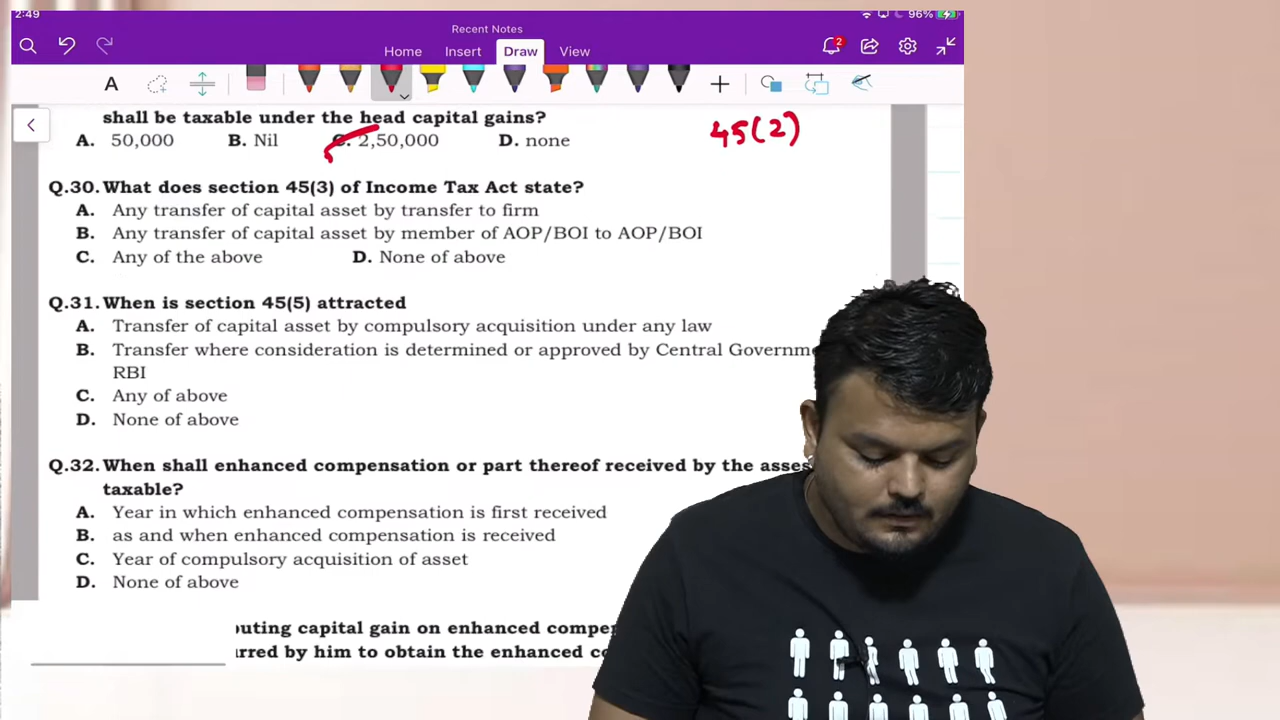 2:49
96%
Recent Notes
Home Insert Draw View
2
A
shall be taxable under the head capital gains?
A. 50,000 B. Nil C. 2,50,000 D. none
45(2)
Q.30. What does section 45(3) of Income Tax Act state?
A. Any transfer of capital asset by transfer to firm
B. Any transfer of capital asset by member of AOP/BOI to AOP/BOI
C. Any of the above D. None of above
Q.31. When is section 45(5) attracted
A. Transfer of capital asset by compulsory acquisition under any law
B. Transfer where consideration is determined or approved by Central
RBI
C. Any of above
D. None of above
Q.32. When shall enhanced compensation or part thereof received by the
taxable?
A. Year in which enhanced compensation is first received
B. as and when enhanced compensation is received
C. Year of compulsory acquisition of asset
D. None of above
capital gain on enhanced
by him to obtain the enhanced